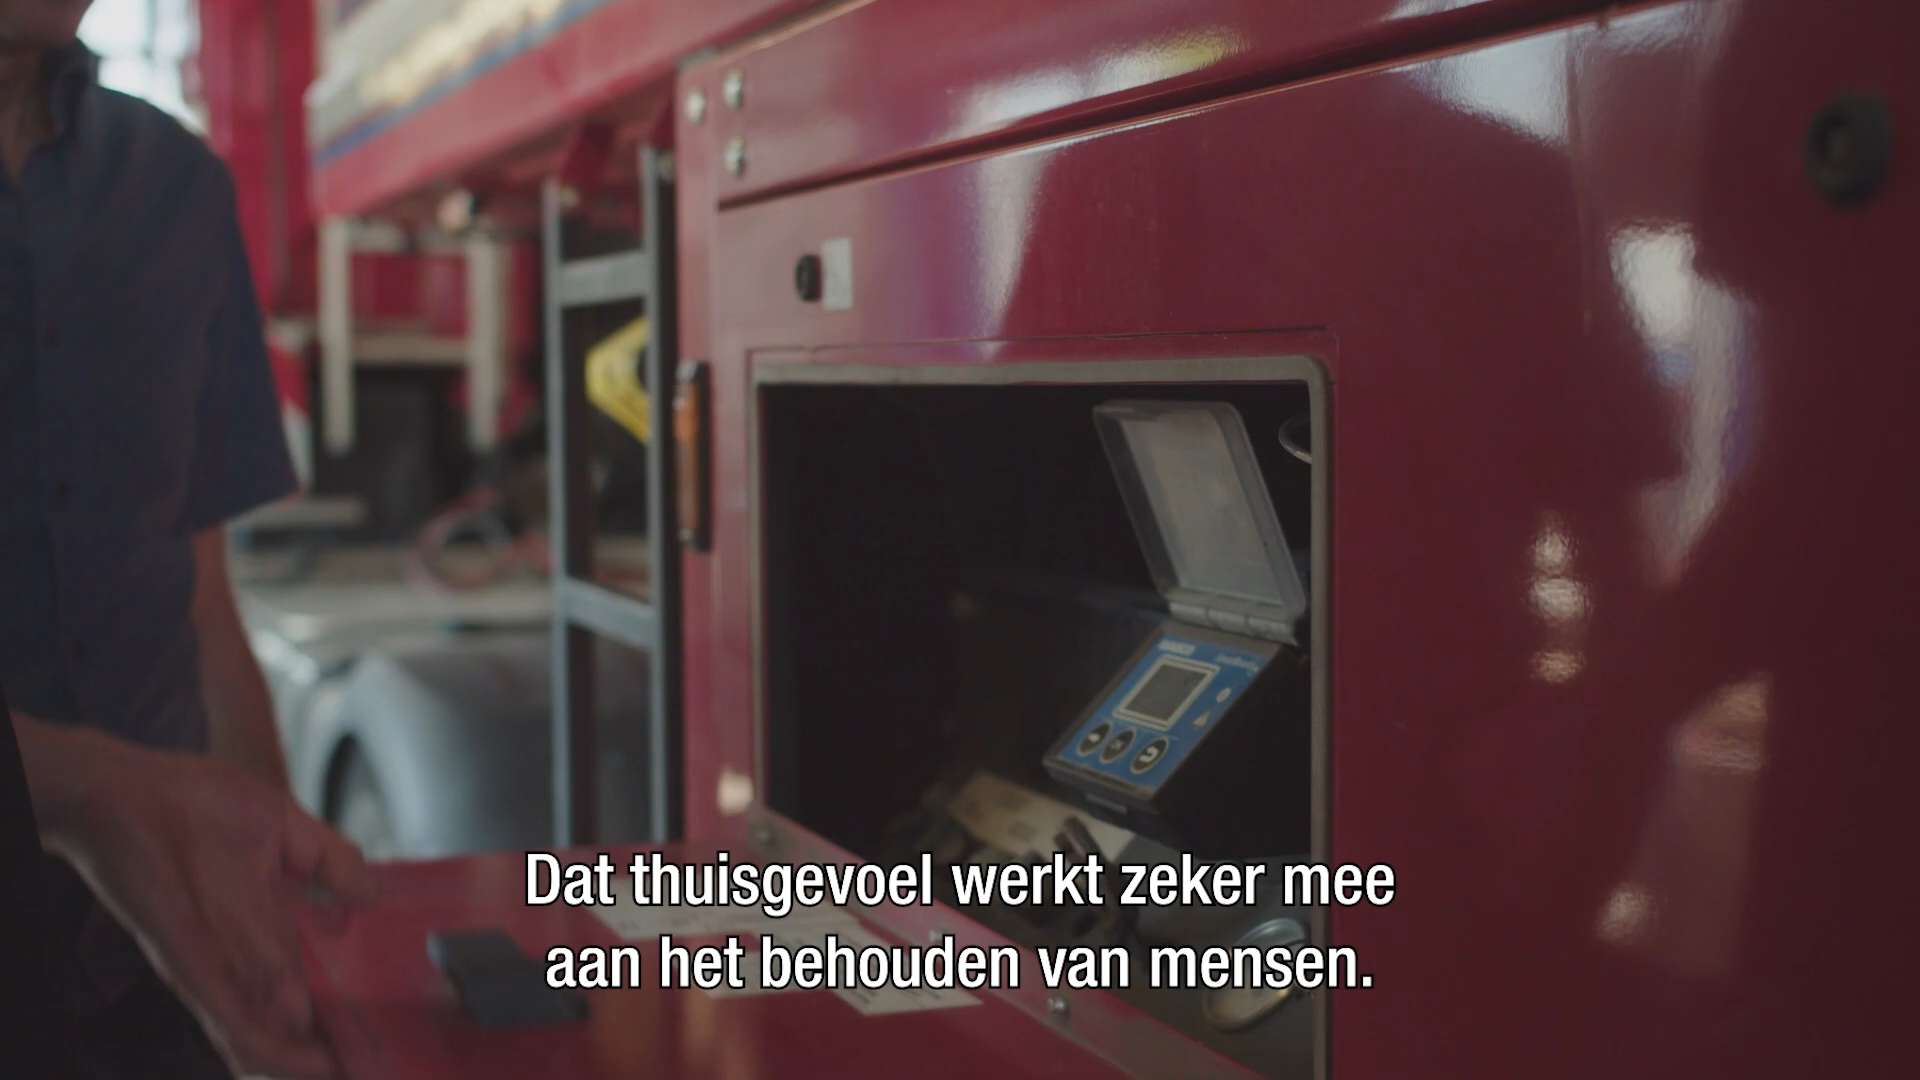 Dat thuisgevoel werkt zeker mee
aan het behouden van mensen.